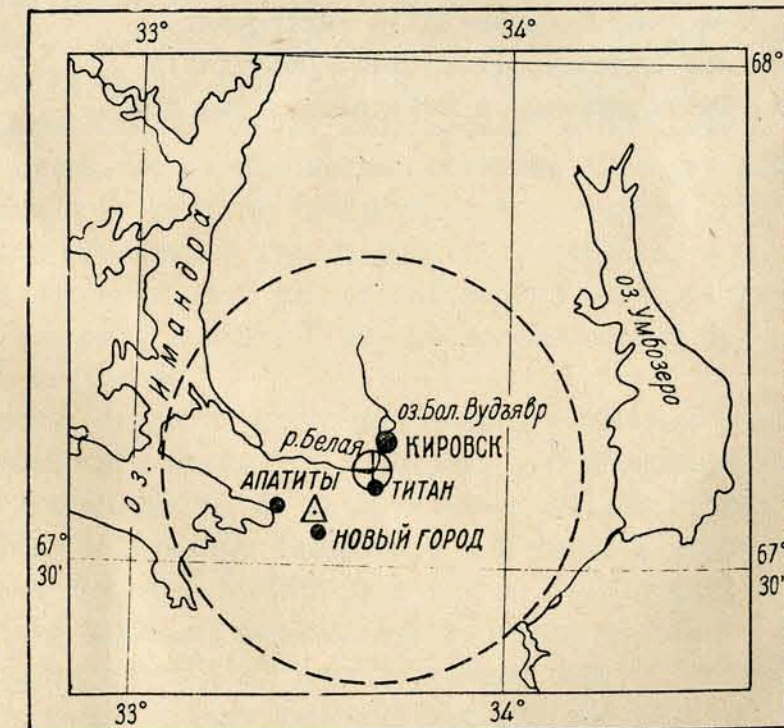 33° 34°
68°
оз. Имандра
оз. Умбозеро
оз. Бол. Вудъявр
р. Белая
КИРОВСК
АПАТИТЫ
ТИТАН
НОВЫЙ ГОРОД
67°
30'
67°
30'
33° 34°